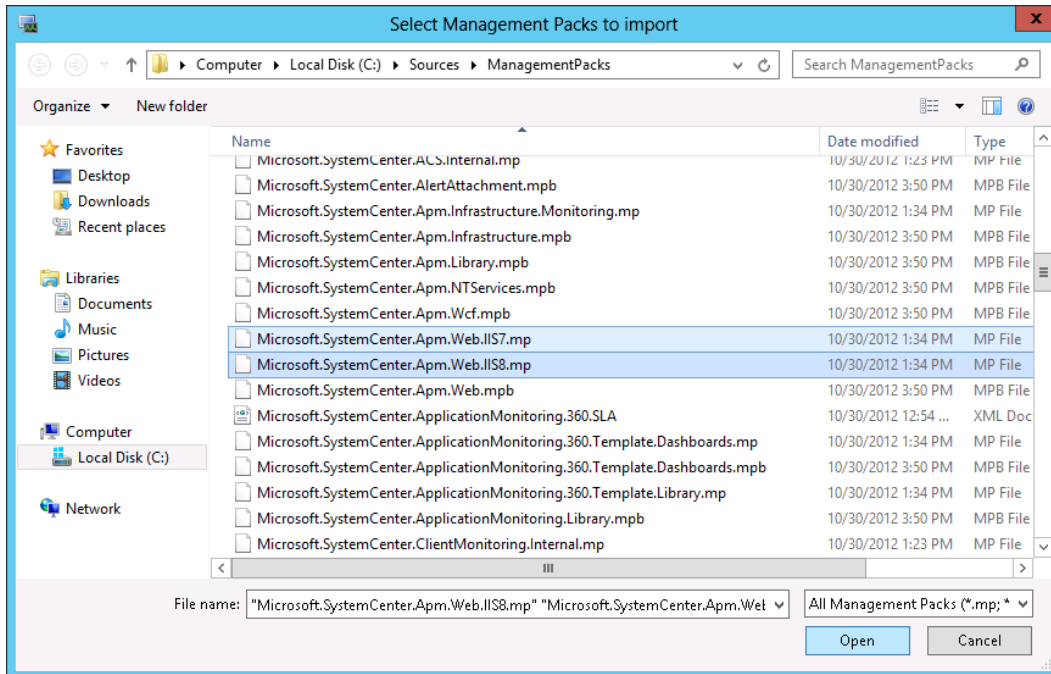 Select Management Packs to import
x
Computer Local Disk (C:) Sources ManagementPacks
Search ManagementPacks
Organize New folder
Favorites
Desktop
Downloads
Recent places
Libraries
Documents
Music
Pictures
Videos
Computer
Local Disk (C:)
Network
Name Date modified Type
Microsoft.SystemCenter.ACS.Internal.mp 10/30/2012 1:23 PM MP File
Microsoft.SystemCenter.AlertAttachment.mpb 10/30/2012 3:50 PM MPB File
Microsoft.SystemCenter.Apm.Infrastructure.Monitoring.mp 10/30/2012 1:34 PM MP File
Microsoft.SystemCenter.Apm.Infrastructure.mpb 10/30/2012 3:50 PM MPB File
Microsoft.SystemCenter.Apm.Library.mpb 10/30/2012 3:50 PM MPB File
Microsoft.SystemCenter.Apm.NTServices.mpb 10/30/2012 3:50 PM MPB File
Microsoft.SystemCenter.Apm.Wcf.mpb 10/30/2012 3:50 PM MPB File
Microsoft.SystemCenter.Apm.Web.IIS7.mp 10/30/2012 1:34 PM MP File
Microsoft.SystemCenter.Apm.Web.IIS8.mp 10/30/2012 1:34 PM MP File
Microsoft.SystemCenter.Apm.Web.mpb 10/30/2012 3:50 PM MPB File
Microsoft.SystemCenter.ApplicationMonitoring.360.SLA 10/30/2012 12:54 ... XML Doc
Microsoft.SystemCenter.ApplicationMonitoring.360.Template.Dashboards.mp 10/30/2012 1:34 PM MP File
Microsoft.SystemCenter.ApplicationMonitoring.360.Template.Dashboards.mpb 10/30/2012 3:50 PM MPB File
Microsoft.SystemCenter.ApplicationMonitoring.360.Template.Library.mp 10/30/2012 1:34 PM MP File
Microsoft.SystemCenter.ApplicationMonitoring.Library.mpb 10/30/2012 3:50 PM MPB File
Microsoft.SystemCenter.ClientMonitoring.Internal.mp 10/30/2012 1:23 PM MP File
File name: "Microsoft.SystemCenter.Apm.Web.IIS8.mp" "Microsoft.SystemCenter.Apm.Web All Management Packs (*.mp; *
Open Cancel